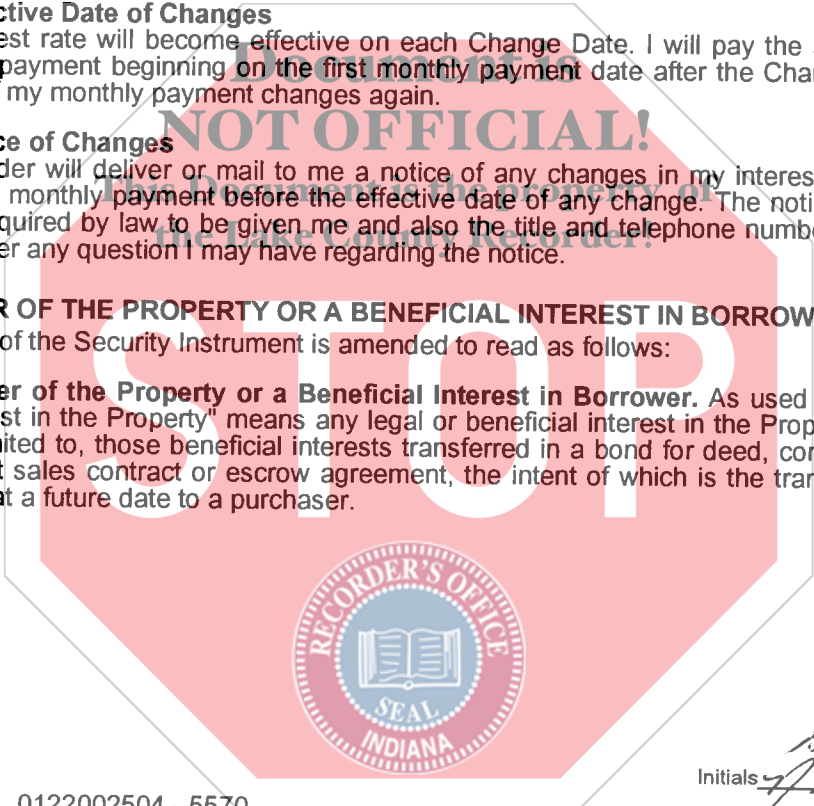 ctive Date of Changes
est rate will become effective on each Change Date. I will pay the
payment beginning on the first monthly payment date after the Char
my monthly payment changes again.
Document is
NOT OFFICIAL!
This Document is the property of
the Lake County Recorder!
ce of Changes
der will deliver or mail to me a notice of any changes in my interes
monthly payment before the effective date of any change. The noti
quired by law to be given me and also the title and telephone numb
er any question I may have regarding the notice.
R OF THE PROPERTY OR A BENEFICIAL INTEREST IN BORROW
of the Security Instrument is amended to read as follows:
er of the Property or a Beneficial Interest in Borrower. As used
st in the Property" means any legal or beneficial interest in the Prop
ited to, those beneficial interests transferred in a bond for deed, cor
t sales contract or escrow agreement, the intent of which is the tran
at a future date to a purchaser.
STOP
RECORDER'S OFFICE
SEAL
INDIANA
Initials
0122002504 - 5570